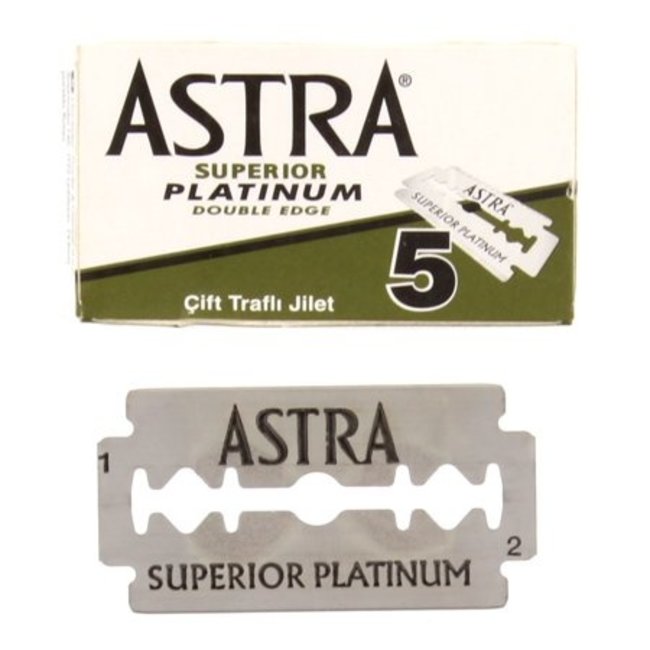 ASTRA®
SUPERIOR
PLATINUM
DOUBLE EDGE
ASTRA
SUPERIOR PLATINUM
5
Çift Traflı Jilet
ASTRA
1
2
SUPERIOR PLATINUM